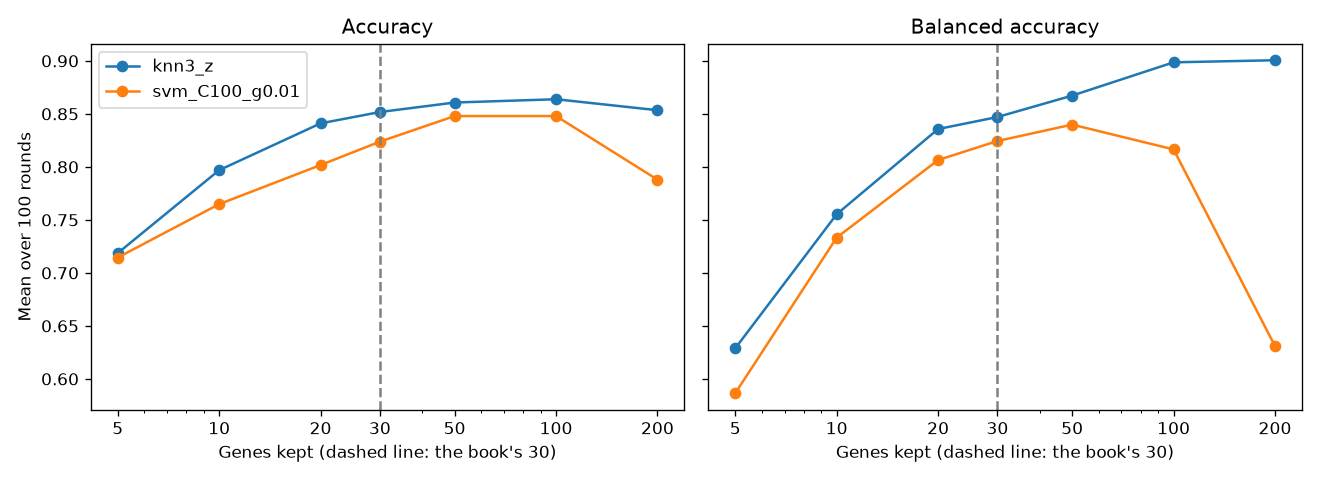 Accuracy
Balanced accuracy
knn3_z
svm_C100_g0.01
Mean over 100 rounds
0.90
0.85
0.80
0.75
0.70
0.65
0.60
5 10 20 30 50 100 200
5 10 20 30 50 100 200
Genes kept (dashed line: the book's 30)
Genes kept (dashed line: the book's 30)